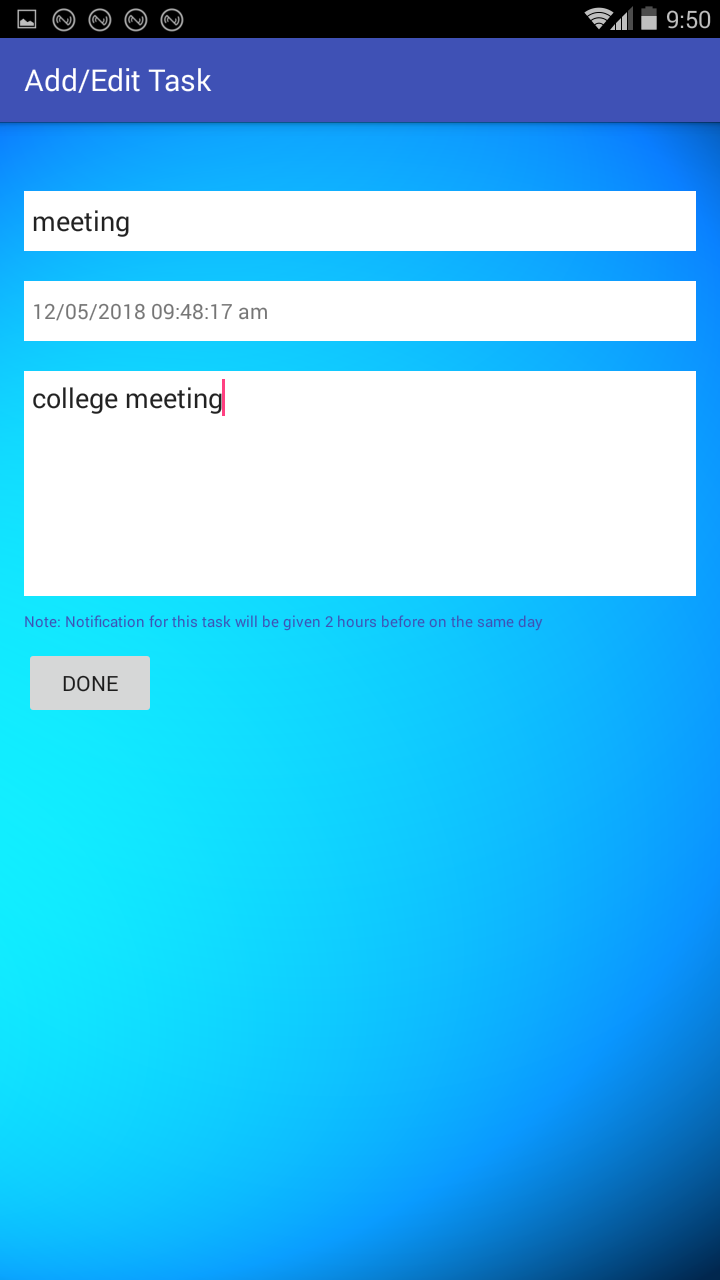 9:50
Add/Edit Task
meeting
12/05/2018 09:48:17 am
college meeting
Note: Notification for this task will be given 2 hours before on the same day
DONE